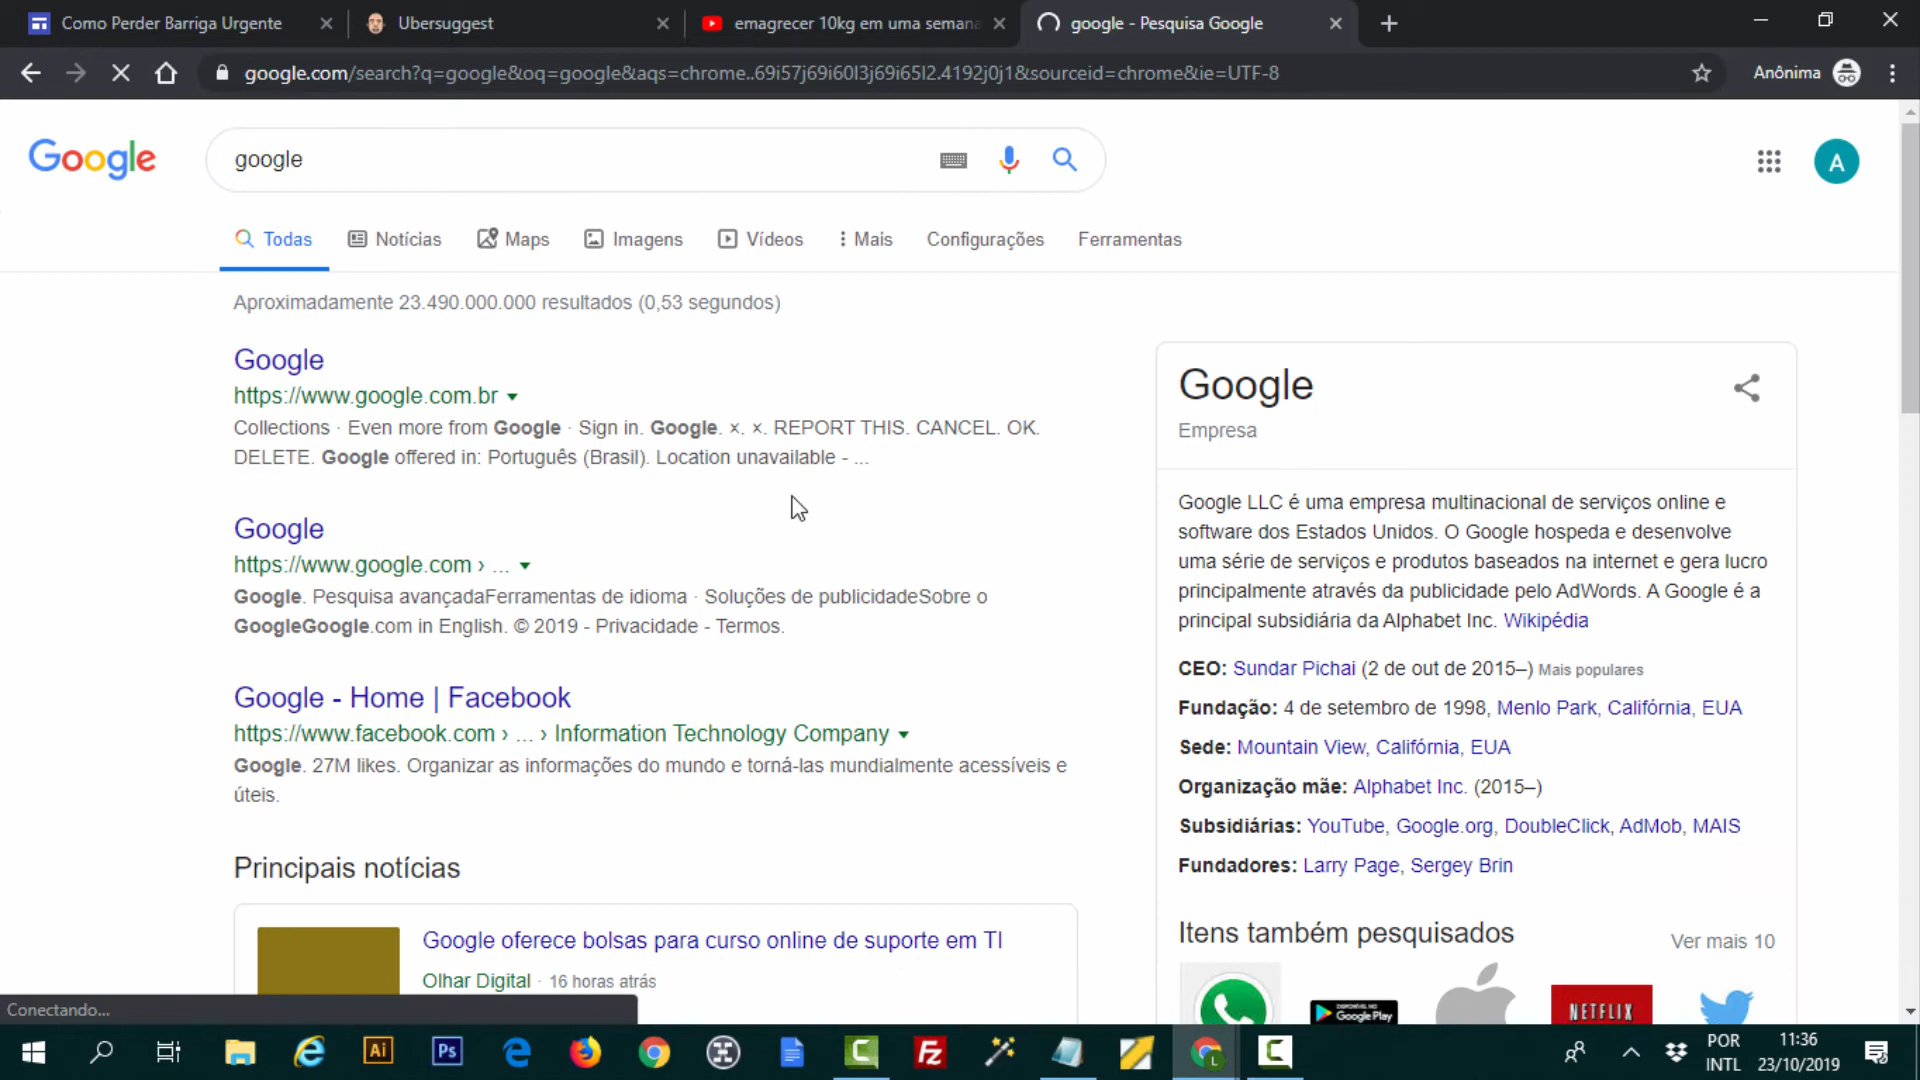 Como Perder Barriga Urgente
Ubersuggest
emagrecer 10kg em uma semana
google - Pesquisa Google
google.com/search?q=google&oq=google&aqs=chrome..69i57j69i60l3j69i65l2.4192j0j1&sourceid=chrome&ie=UTF-8
Anônima
Google
google
A
Todas
Notícias
Maps
Imagens
Vídeos
Mais
Configurações
Ferramentas
Aproximadamente 23.490.000.000 resultados (0,53 segundos)
Google
https://www.google.com.br
Collections · Even more from Google · Sign in. Google. ×. ×. REPORT THIS. CANCEL. OK.
DELETE. Google offered in: Português (Brasil). Location unavailable - ...
Google
https://www.google.com › ...
Google. Pesquisa avançadaFerramentas de idioma · Soluções de publicidadeSobre o
GoogleGoogle.com in English. © 2019 - Privacidade - Termos.
Google - Home | Facebook
https://www.facebook.com › ... › Information Technology Company
Google. 27M likes. Organizar as informações do mundo e torná-las mundialmente acessíveis e
úteis.
Principais notícias
Google oferece bolsas para curso online de suporte em TI
Olhar Digital · 16 horas atrás
Google
Empresa
Google LLC é uma empresa multinacional de serviços online e
software dos Estados Unidos. O Google hospeda e desenvolve
uma série de serviços e produtos baseados na internet e gera lucro
principalmente através da publicidade pelo AdWords. A Google é a
principal subsidiária da Alphabet Inc. Wikipédia
CEO: Sundar Pichai (2 de out de 2015–) Mais populares
Fundação: 4 de setembro de 1998, Menlo Park, Califórnia, EUA
Sede: Mountain View, Califórnia, EUA
Organização mãe: Alphabet Inc. (2015–)
Subsidiárias: YouTube, Google.org, DoubleClick, AdMob, MAIS
Fundadores: Larry Page, Sergey Brin
Itens também pesquisados
Ver mais 10
DISPONÍVEL NO
Google Play
NETFLIX
Conectando...
Ai
Ps
Fz
L
POR
INTL
11:36
23/10/2019